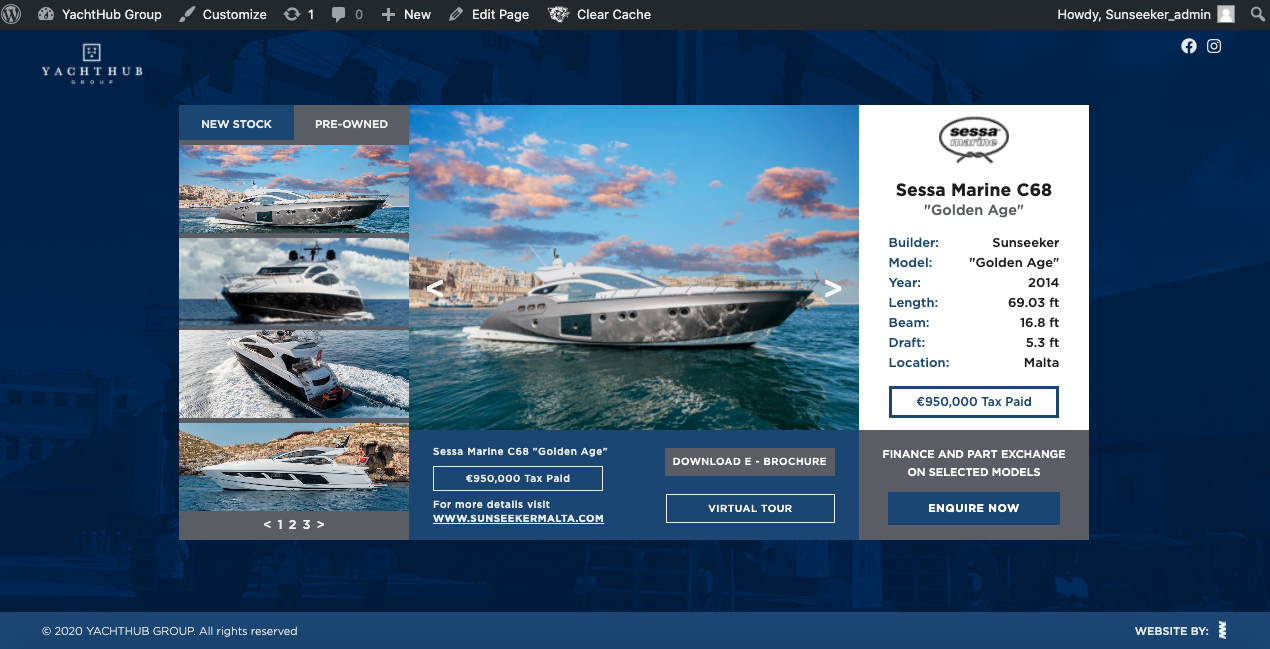 YachtHub Group Customize 1 0 New Edit Page Clear Cache Howdy, Sunseeker_admin
YACHTHUB
GROUP
NEW STOCK PRE-OWNED
< 1 2 3 >
< >
sessa
marine
Sessa Marine C68
"Golden Age"
Builder: Sunseeker
Model: "Golden Age"
Year: 2014
Length: 69.03 ft
Beam: 16.8 ft
Draft: 5.3 ft
Location: Malta
€950,000 Tax Paid
Sessa Marine C68 "Golden Age"
€950,000 Tax Paid
For more details visit
WWW.SUNSEEKERMALTA.COM
DOWNLOAD E - BROCHURE
VIRTUAL TOUR
FINANCE AND PART EXCHANGE
ON SELECTED MODELS
ENQUIRE NOW
© 2020 YACHTHUB GROUP. All rights reserved
WEBSITE BY: